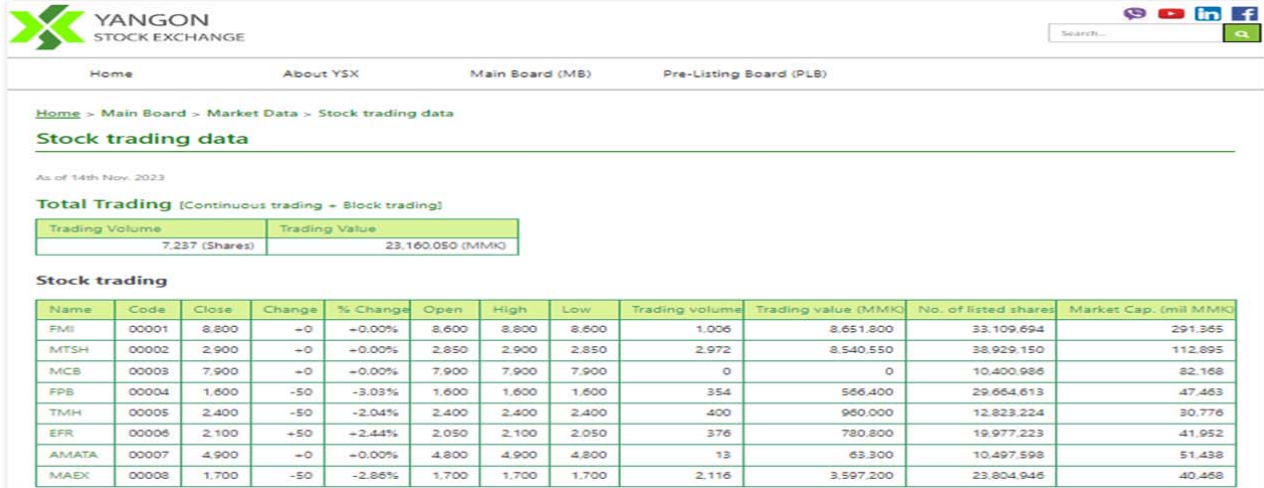 YANGON
STOCK EXCHANGE
Search...
Home About YSX Main Board (MB) Pre-Listing Board (PLB)
Home > Main Board > Market Data > Stock trading data
Stock trading data
As of 14th Nov. 2023
Total Trading [Continuous trading + Block trading]
Trading Volume Trading Value
7,237 (Shares) 23,160,050 (MMK)
Stock trading
Name Code Close Change % Change Open High Low Trading volume Trading value (MMK) No. of listed shares Market Cap. (mil MMK)
FMI 00001 8,800 +0 +0.00% 8,600 8,800 8,600 1,006 8,651,800 33,109,694 291,365
MTSH 00002 2,900 +0 +0.00% 2,850 2,900 2,850 2,972 8,540,550 38,929,150 112,895
MCB 00003 7,900 +0 +0.00% 7,900 7,900 7,900 0 0 10,400,986 82,168
FPB 00004 1,600 -50 -3.03% 1,600 1,600 1,600 354 566,400 29,664,613 47,463
TMH 00005 2,400 -50 -2.04% 2,400 2,400 2,400 400 960,000 12,823,224 30,776
EFR 00006 2,100 +50 +2.44% 2,050 2,100 2,050 376 780,800 19,977,223 41,952
AMATA 00007 4,900 +0 +0.00% 4,800 4,900 4,800 13 63,300 10,497,598 51,438
MAEX 00008 1,700 -50 -2.86% 1,700 1,700 1,700 2,116 3,597,200 23,804,946 40,468